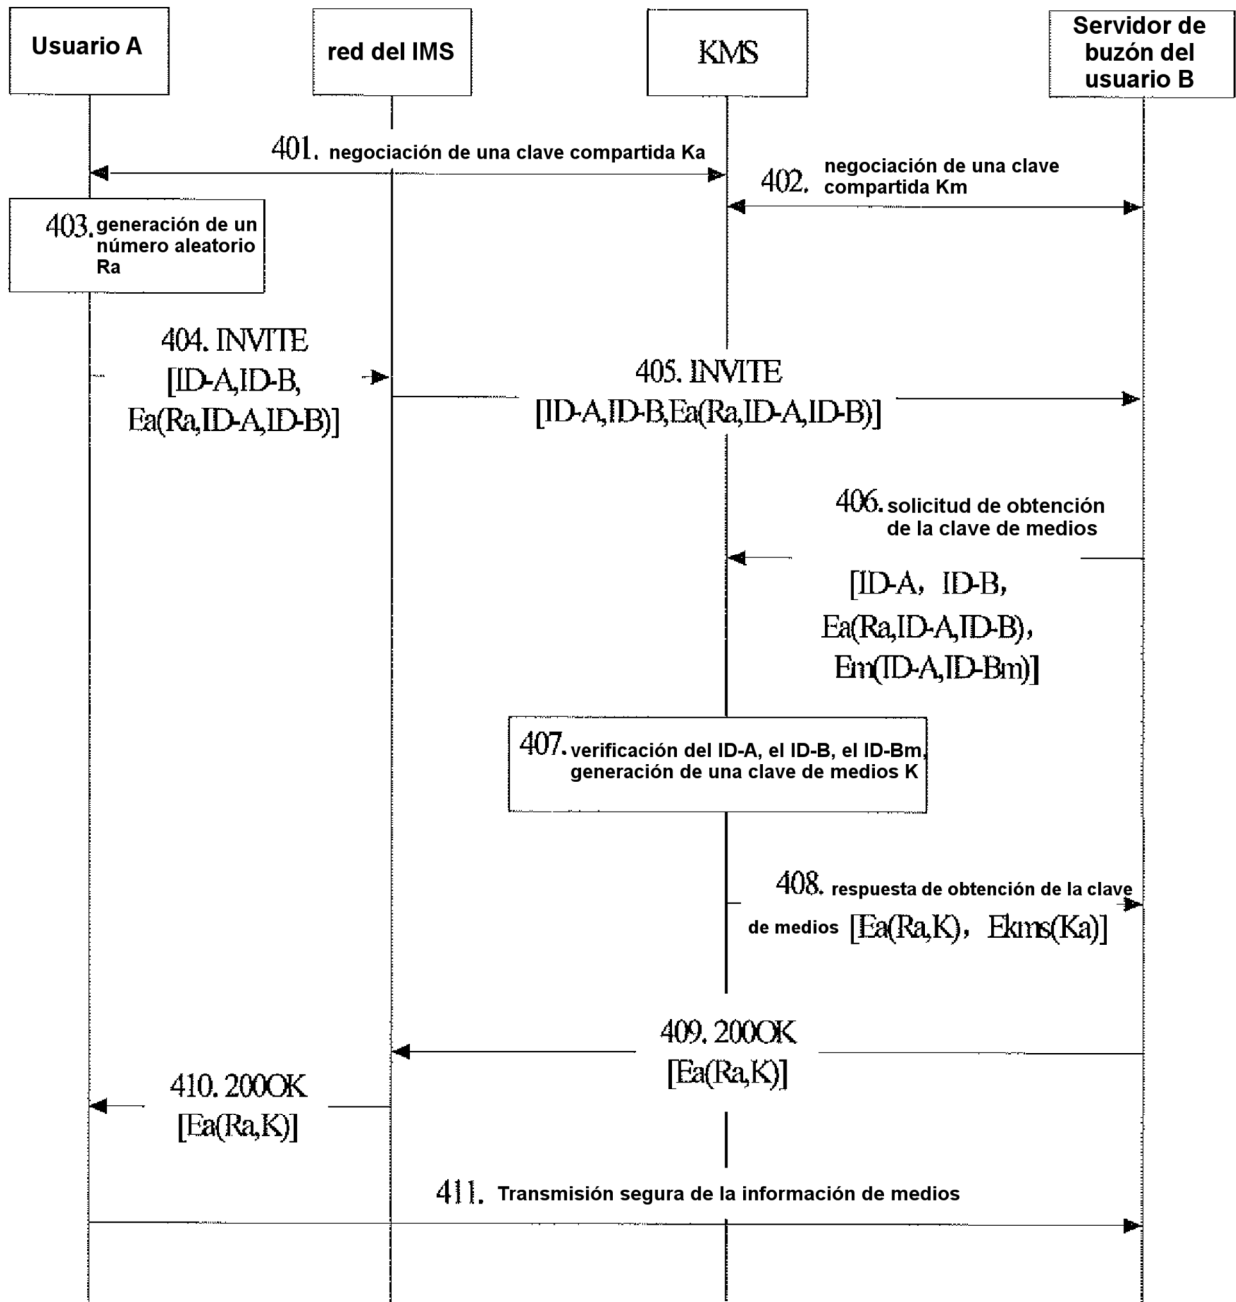 Usuario A
red del IMS
KMS
Servidor de
buzón del
usuario B
401. negociación de una clave compartida Ka
402. negociación de una clave
compartida Km
403. generación de un
número aleatorio
Ra
404. INVITE
[ID-A,ID-B,
Ea(Ra,ID-A,ID-B)]
405. INVITE
[ID-A,ID-B,Ea(Ra,ID-A,ID-B)]
406. solicitud de obtención
de la clave de medios
[ID-A, ID-B,
Ea(Ra,ID-A,ID-B),
Em(ID-A,ID-Bm)]
407. verificación del ID-A, el ID-B, el ID-Bm,
generación de una clave de medios K
408. respuesta de obtención de la clave
de medios [Ea(Ra,K), Ekms(Ka)]
409. 200OK
[Ea(Ra,K)]
410. 200OK
[Ea(Ra,K)]
411. Transmisión segura de la información de medios